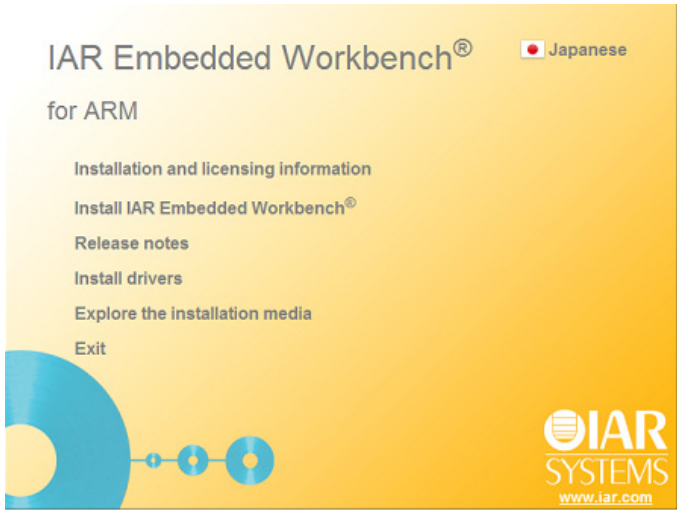 IAR Embedded Workbench®
Japanese
for ARM
Installation and licensing information
Install IAR Embedded Workbench®
Release notes
Install drivers
Explore the installation media
Exit
IAR
SYSTEMS
www.iar.com